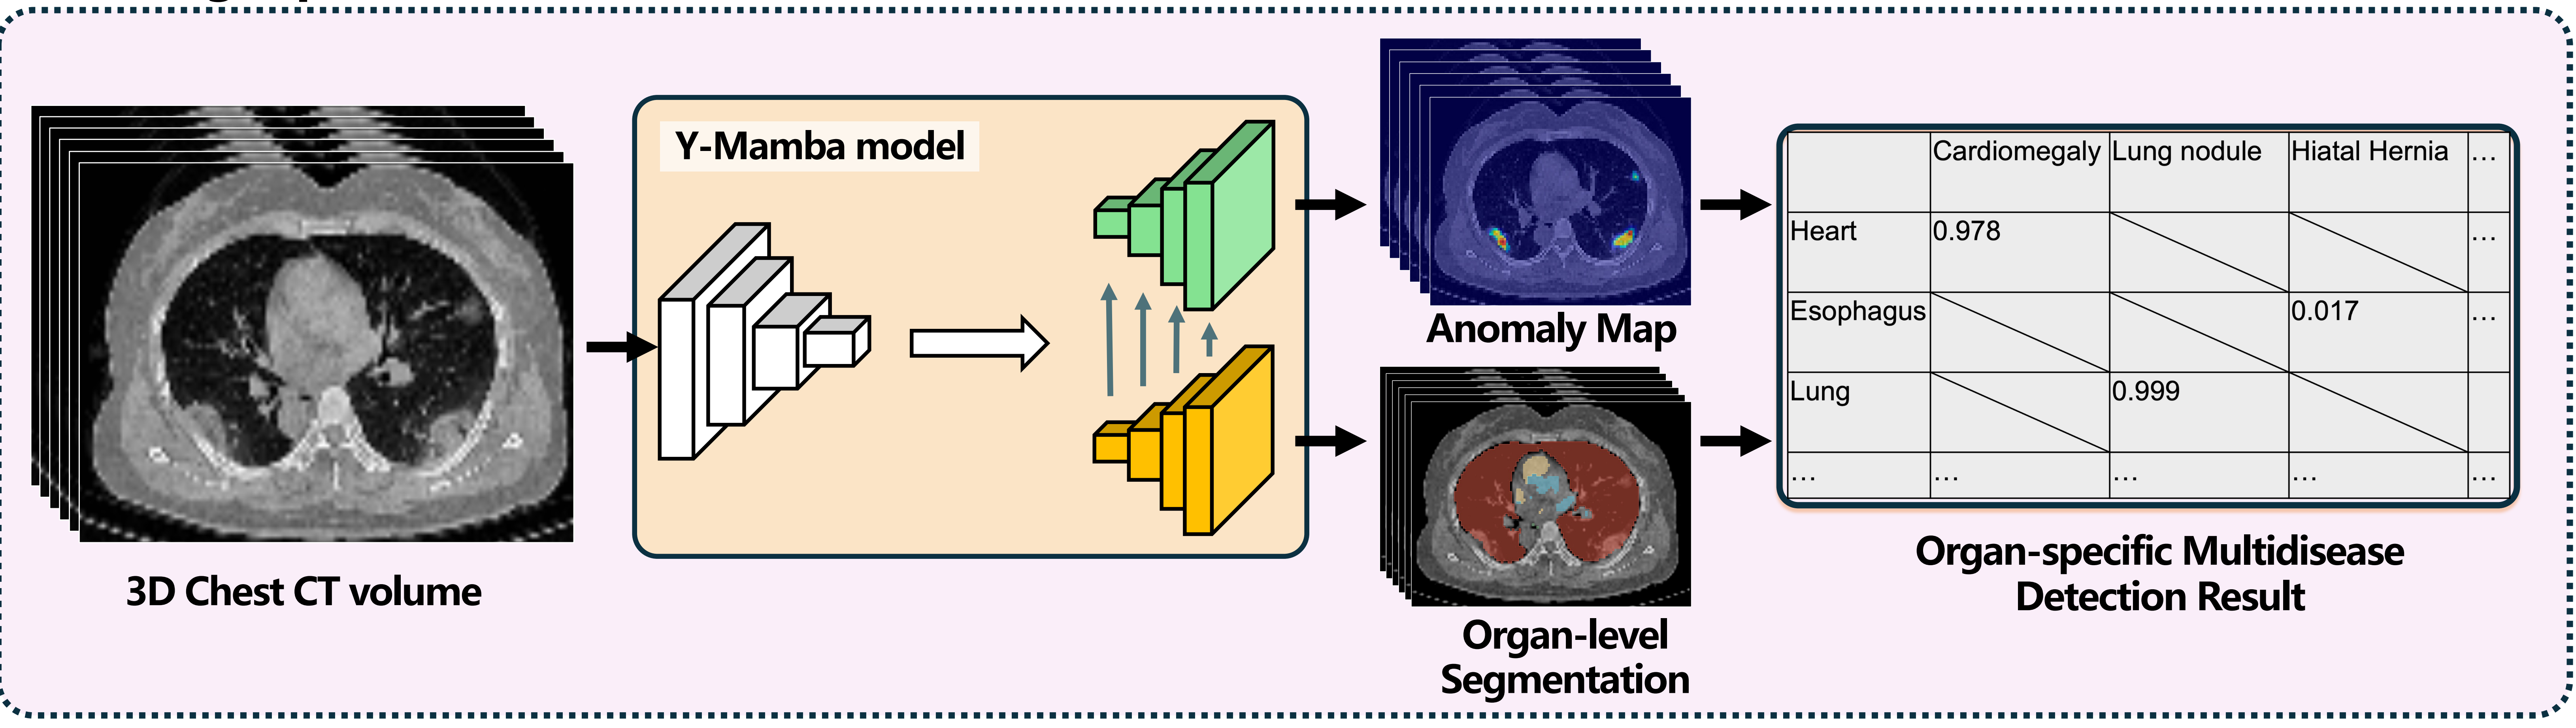 Y-Mamba model
3D Chest CT volume
Anomaly Map
Organ-level
Segmentation
Cardiomegaly Lung nodule Hiatal Hernia ...
Heart 0.978 ...
Esophagus 0.017 ...
Lung 0.999
... ... ... ... ...
Organ-specific Multidisease
Detection Result